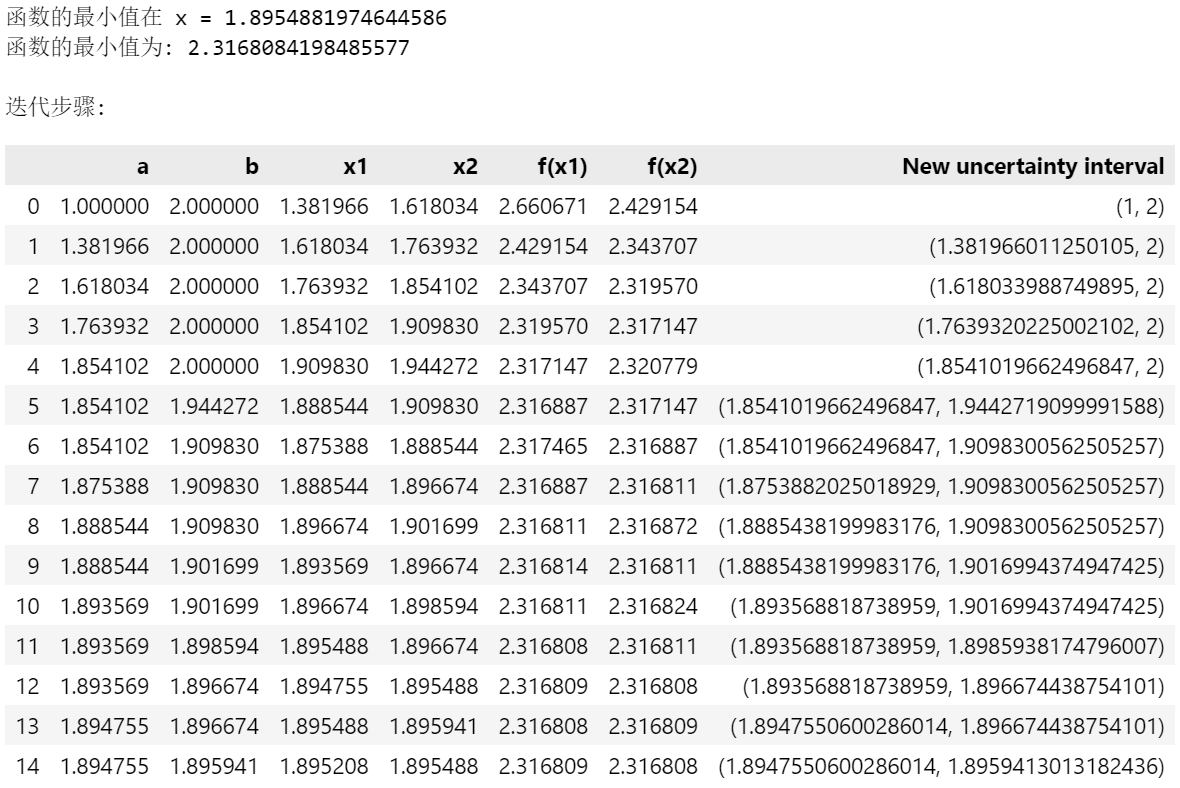 函数的最小值在 x = 1.8954881974644586
函数的最小值为: 2.3168084198485577
迭代步骤:
a b x1 x2 f(x1) f(x2) New uncertainty interval
0 1.000000 2.000000 1.381966 1.618034 2.660671 2.429154 (1, 2)
1 1.381966 2.000000 1.618034 1.763932 2.429154 2.343707 (1.381966011250105, 2)
2 1.618034 2.000000 1.763932 1.854102 2.343707 2.319570 (1.618033988749895, 2)
3 1.763932 2.000000 1.854102 1.909830 2.319570 2.317147 (1.7639320225002102, 2)
4 1.854102 2.000000 1.909830 1.944272 2.317147 2.320779 (1.8541019662496847, 2)
5 1.854102 1.944272 1.888544 1.909830 2.316887 2.317147 (1.8541019662496847, 1.9442719099991588)
6 1.854102 1.909830 1.875388 1.888544 2.317465 2.316887 (1.8541019662496847, 1.9098300562505257)
7 1.875388 1.909830 1.888544 1.896674 2.316887 2.316811 (1.8753882025018929, 1.9098300562505257)
8 1.888544 1.909830 1.896674 1.901699 2.316811 2.316872 (1.8885438199983176, 1.9098300562505257)
9 1.888544 1.901699 1.893569 1.896674 2.316814 2.316811 (1.8885438199983176, 1.9016994374947425)
10 1.893569 1.901699 1.896674 1.898594 2.316811 2.316824 (1.893568818738959, 1.9016994374947425)
11 1.893569 1.898594 1.895488 1.896674 2.316808 2.316811 (1.893568818738959, 1.8985938174796007)
12 1.893569 1.896674 1.894755 1.895488 2.316809 2.316808 (1.893568818738959, 1.896674438754101)
13 1.894755 1.896674 1.895488 1.895941 2.316808 2.316809 (1.8947550600286014, 1.896674438754101)
14 1.894755 1.895941 1.895208 1.895488 2.316809 2.316808 (1.8947550600286014, 1.8959413013182436)